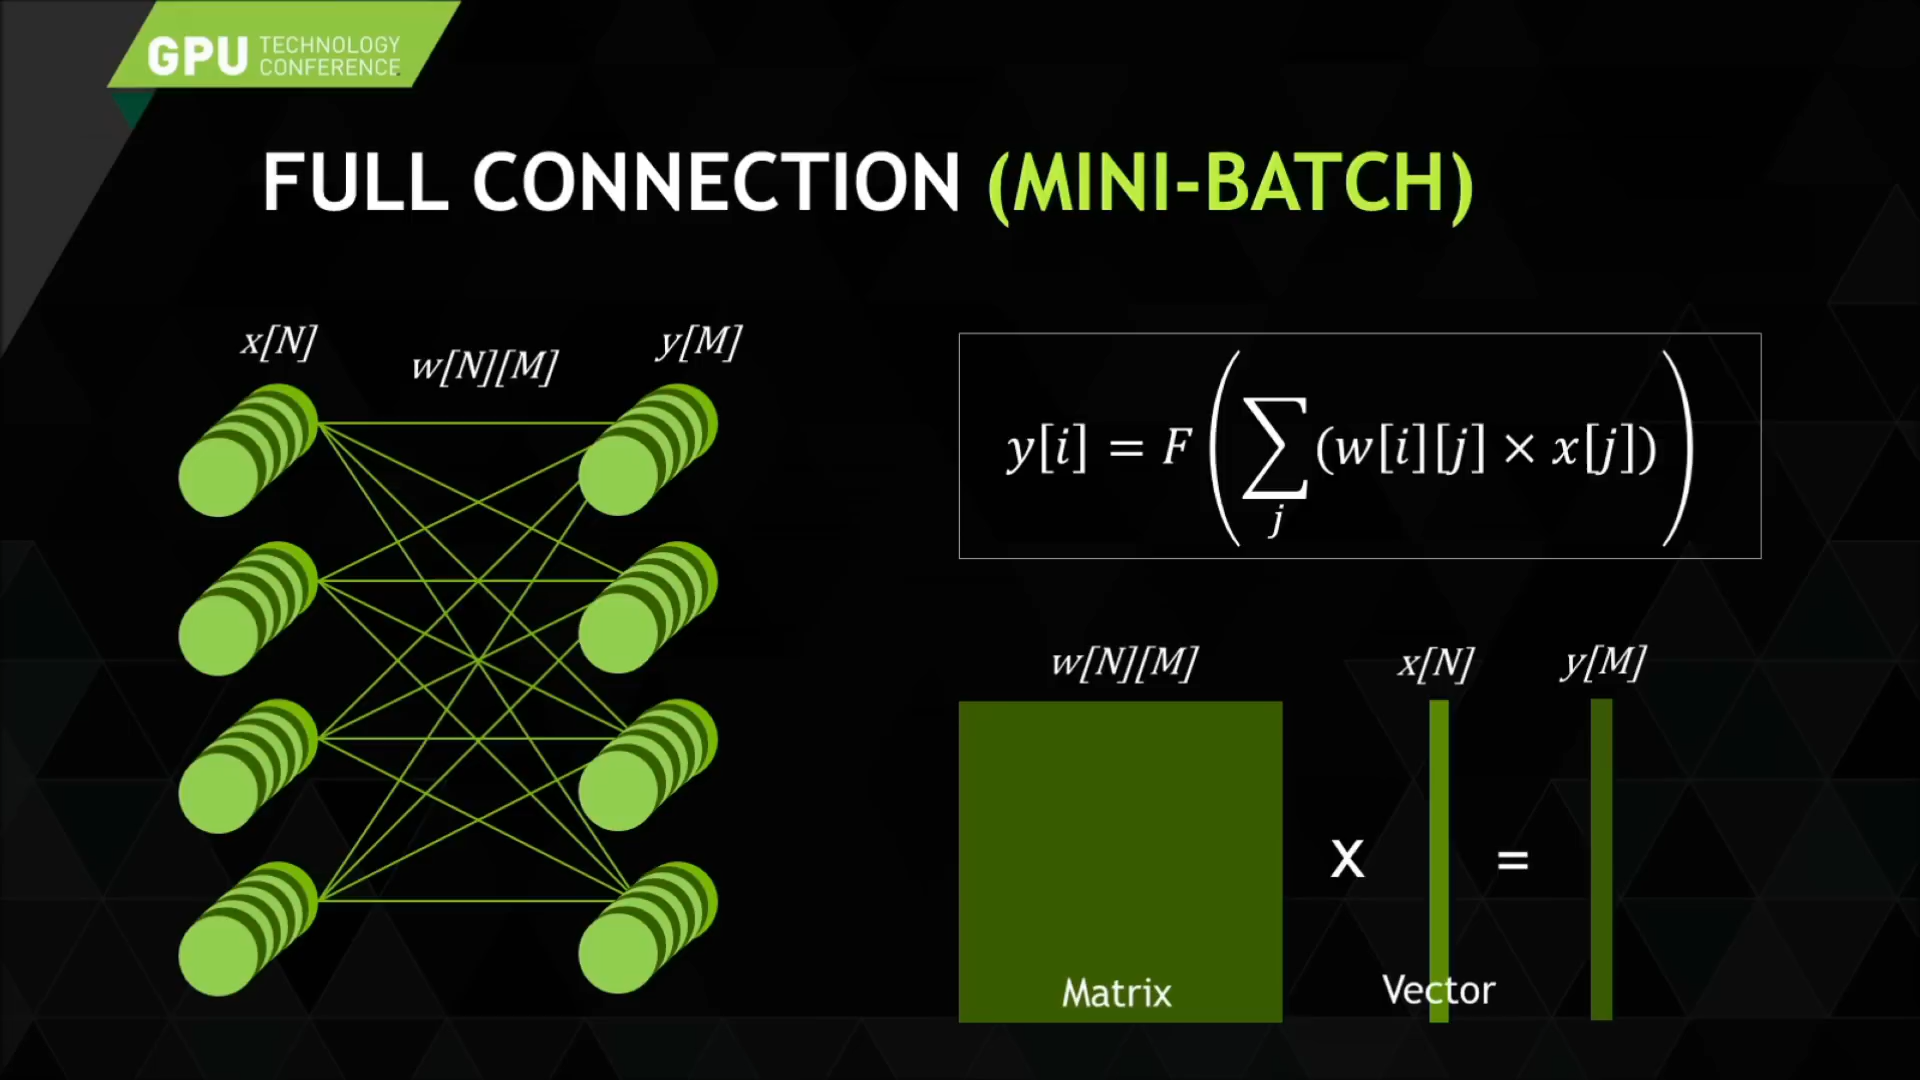 GPU TECHNOLOGY
CONFERENCE
FULL CONNECTION (MINI-BATCH)
x[N]
w[N][M]
y[M]
y[i] = F(∑j(w[i][j] × x[j]))
w[N][M]
x[N]
y[M]
x
=
Matrix
Vector